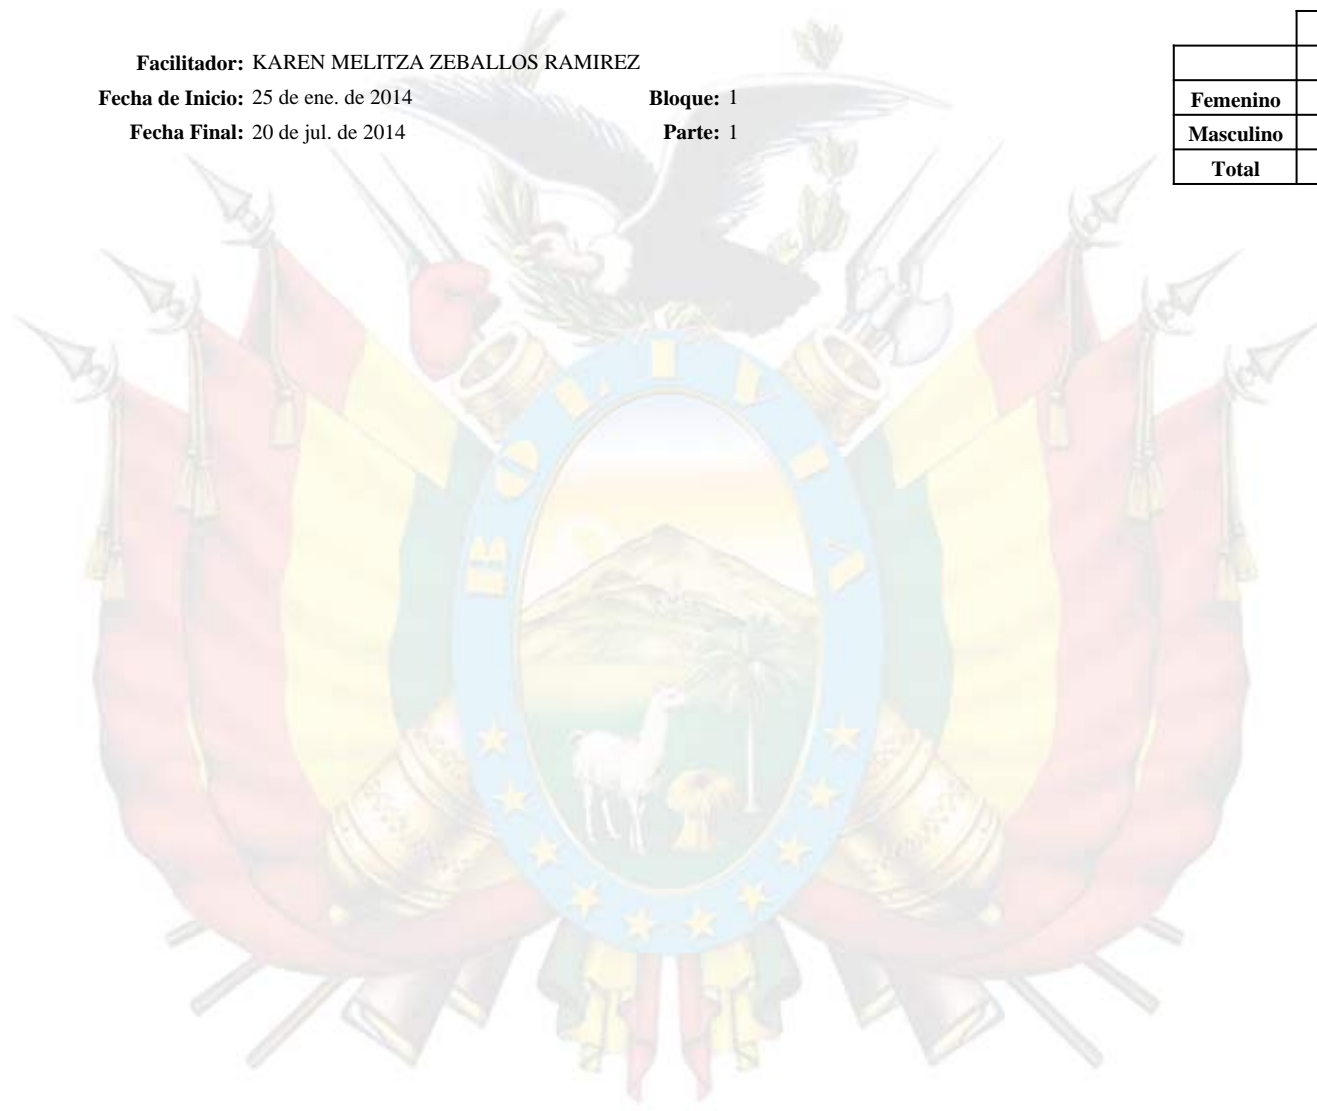 Facilitador: KAREN MELITZA ZEBALLOS RAMIREZ
Fecha de Inicio: 25 de ene. de 2014 Bloque: 1
Fecha Final: 20 de jul. de 2014 Parte: 1
Femenino
Masculino
Total
BOLIVIA